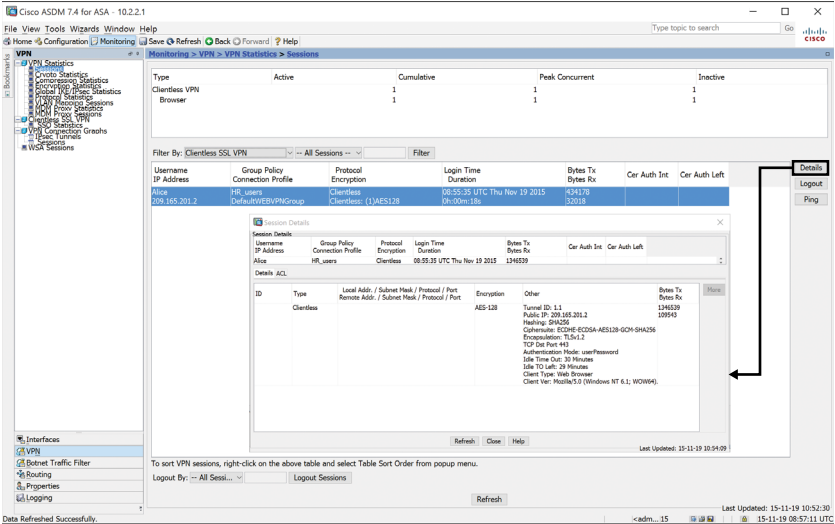 Cisco ASDM 7.4 for ASA - 10.2.2.1
File View Tools Wizards Window Help
Type topic to search Go
CISCO
Home Configuration Monitoring Save Refresh Back Forward Help
Bookmarks
VPN
VPN Statistics
Sessions
Crypto Statistics
Compression Statistics
Encryption Statistics
Global IKE/IPsec Statistics
Protocol Statistics
VLAN Mapping Sessions
MDM Proxy Statistics
MDM Proxy Sessions
Clientless SSL VPN
SSO Statistics
VPN Connection Graphs
IPsec Tunnels
Sessions
WSA Sessions
Interfaces
VPN
Botnet Traffic Filter
Routing
Properties
Logging
Monitoring > VPN > VPN Statistics > Sessions
Type Active Cumulative Peak Concurrent Inactive
Clientless VPN 1 1 1
Browser 1 1 1
Filter By: Clientless SSL VPN -- All Sessions -- Filter
Username Group Policy Protocol Login Time Bytes Tx Cer Auth Int Cer Auth Left
IP Address Connection Profile Encryption Duration Bytes Rx
Alice HR_users Clientless 08:55:35 UTC Thu Nov 19 2015 434178
209.165.201.2 DefaultWEBVPNGroup Clientless: (1)AES128 0h:00m:18s 32018
Details
Logout
Ping
Session Details
Session Details
Username Group Policy Protocol Login Time Bytes Tx Cer Auth Int Cer Auth Left
IP Address Connection Profile Encryption Duration Bytes Rx
Alice HR_users Clientless 08:55:35 UTC Thu Nov 19 2015 1346539
Details ACL
ID Type Local Addr. / Subnet Mask / Protocol / Port Encryption Other Bytes Tx More
Remote Addr. / Subnet Mask / Protocol / Port Bytes Rx
Clientless AES-128 Tunnel ID: 1.1 1346539
Public IP: 209.165.201.2 109543
Hashing: SHA256
Ciphersuite: ECDHE-ECDSA-AES128-GCM-SHA256
Encapsulation: TLSv1.2
TCP Dst Port 443
Authentication Mode: userPassword
Idle Time Out: 30 Minutes
Idle TO Left: 29 Minutes
Client Type: Web Browser
Client Ver: Mozilla/5.0 (Windows NT 6.1; WOW64).
Refresh Close Help
Last Updated: 15-11-19 10:54:09
To sort VPN sessions, right-click on the above table and select Table Sort Order from popup menu.
Logout By: -- All Sessi... Logout Sessions
Refresh
Last Updated: 15-11-19 10:52:30
Data Refreshed Successfully. <adm... 15 15-11-19 08:57:11 UTC